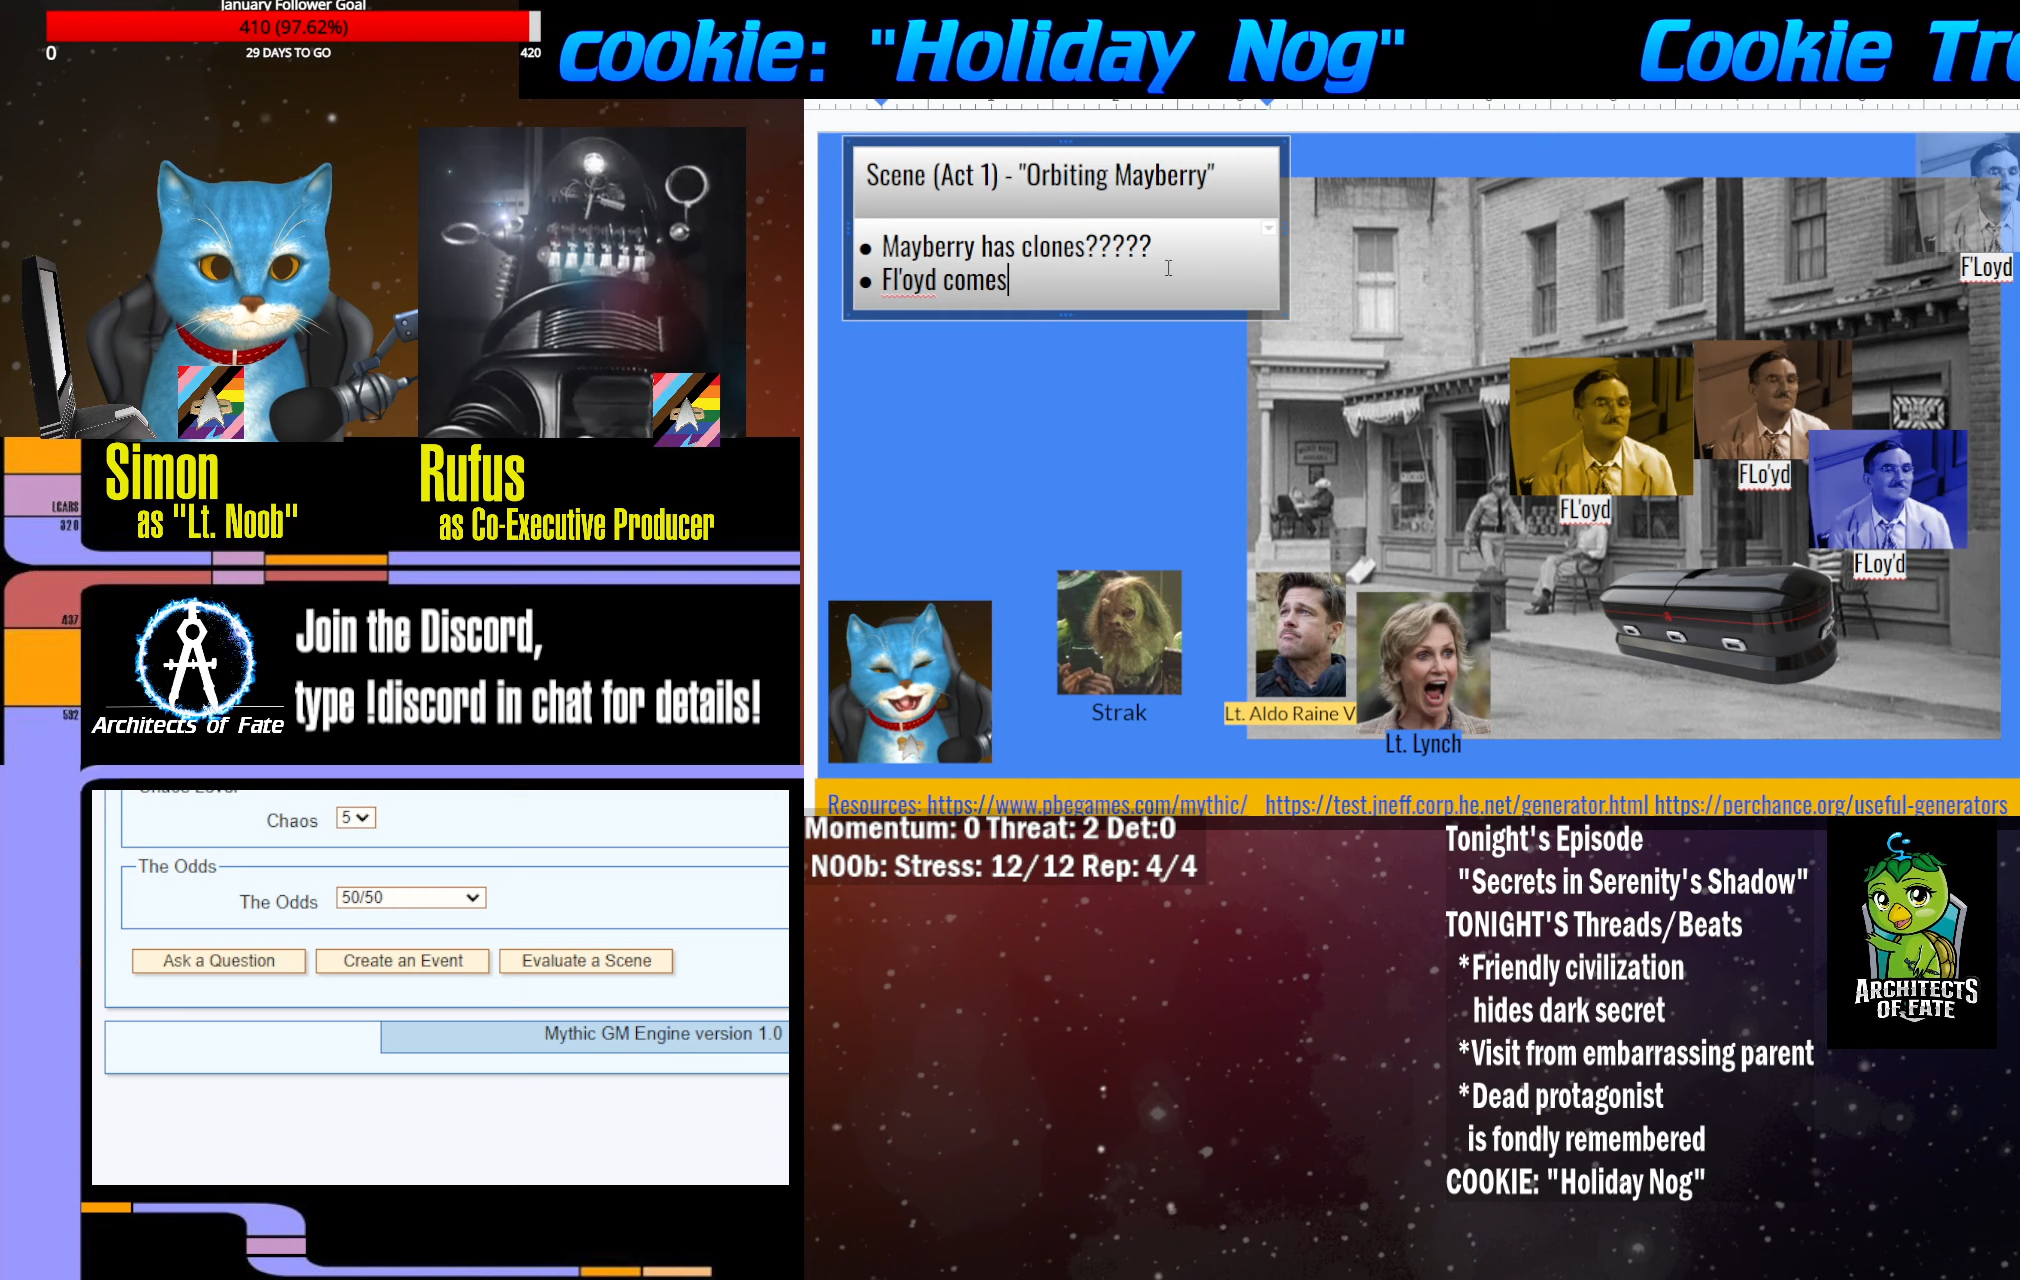 January Follower Goal
410 (97.62%)
0
29 DAYS TO GO
420
cookie: "Holiday Nog"
Cookie Tr
Scene (Act 1) - "Orbiting Mayberry"
● Mayberry has clones?????
● Fl'oyd comes
F'Loyd
FL'oyd
FLo'yd
FLoy'd
Strak
Lt. Aldo Raine V
Lt. Lynch
Simon
as "Lt. Noob"
Rufus
as Co-Executive Producer
LCARS
320
437
592
Join the Discord,
type !discord in chat for details!
Architects of Fate
Chaos Level
Chaos
5
The Odds
The Odds
50/50
Ask a Question
Create an Event
Evaluate a Scene
Mythic GM Engine version 1.0
Resources: https://www.pbegames.com/mythic/ https://test.jneff.corp.he.net/generator.html https://perchance.org/useful-generators
Momentum: 0 Threat: 2 Det:0
N00b: Stress: 12/12 Rep: 4/4
Tonight's Episode
"Secrets in Serenity's Shadow"
TONIGHT'S Threads/Beats
*Friendly civilization
hides dark secret
*Visit from embarrassing parent
*Dead protagonist
is fondly remembered
COOKIE: "Holiday Nog"
ARCHITECTS
OF FATE